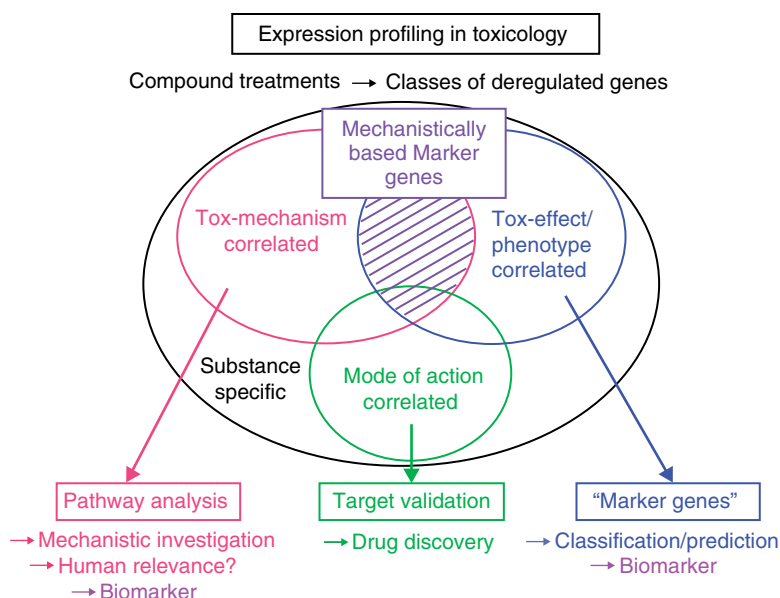 Expression profiling in toxicology
Compound treatments → Classes of deregulated genes
Mechanistically
based Marker
genes
Tox-mechanism
correlated
Tox-effect/
phenotype
correlated
Substance
specific
Mode of action
correlated
Pathway analysis
→ Mechanistic investigation
→ Human relevance?
→ Biomarker
Target validation
→ Drug discovery
“Marker genes”
→ Classification/prediction
→ Biomarker